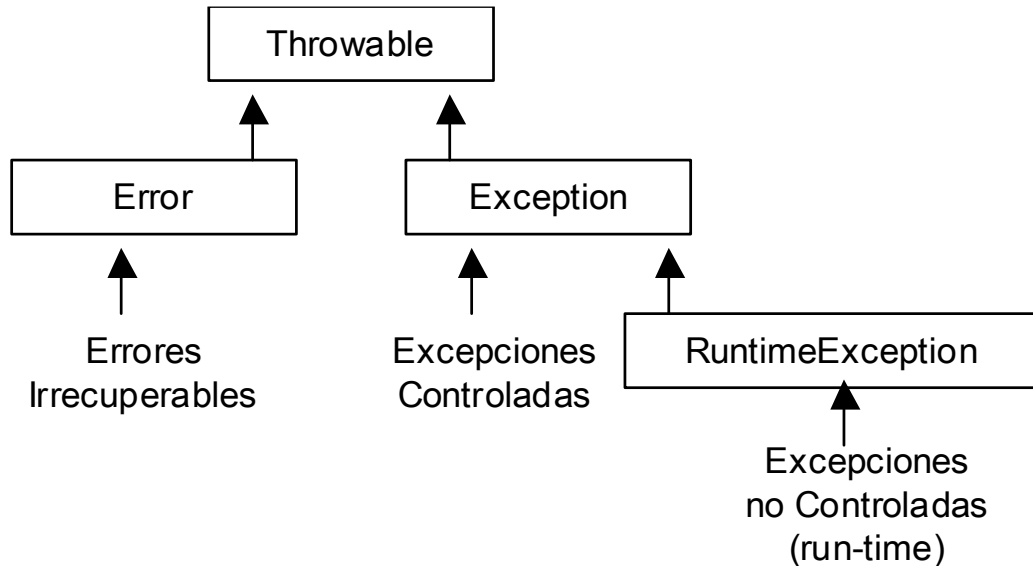 Throwable
Error
Exception
Errores
Irrecuperables
Excepciones
Controladas
RuntimeException
Excepciones
no Controladas
(run-time)